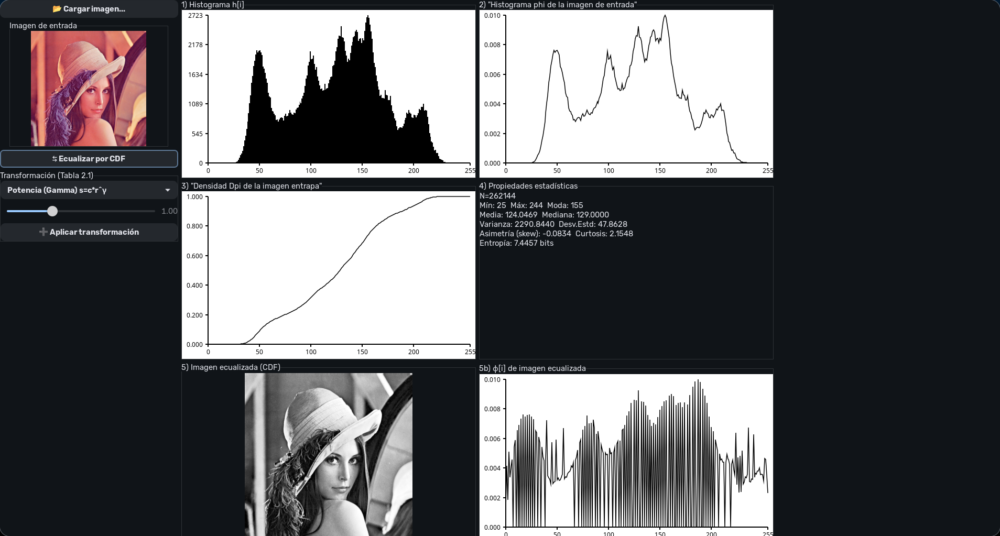 📂 Cargar imagen...
Imagen de entrada
⇆ Ecualizar por CDF
Transformación (Tabla 2.1)
Potencia (Gamma) s=c*r^γ
1.00
➕ Aplicar transformación
1) Histograma h[i]
2723
2178
1634
1089
545
0
0 50 100 150 200 255
2) "Histograma phi de la imagen de entrada"
0.010
0.008
0.006
0.004
0.002
0.000
0 50 100 150 200 255
3) "Densidad Dpi de la imagen entrapa"
1.000
0.800
0.600
0.400
0.200
0.000
0 50 100 150 200 255
4) Propiedades estadísticas
N=262144
Mín: 25 Máx: 244 Moda: 155
Media: 124.0469 Mediana: 129.0000
Varianza: 2290.8440 Desv.Estd: 47.8628
Asimetría (skew): -0.0834 Curtosis: 2.1548
Entropía: 7.4457 bits
5) Imagen ecualizada (CDF)
5b) ϕ[i] de imagen ecualizada
0.010
0.008
0.006
0.004
0.002
0.000
0 50 100 150 200 255